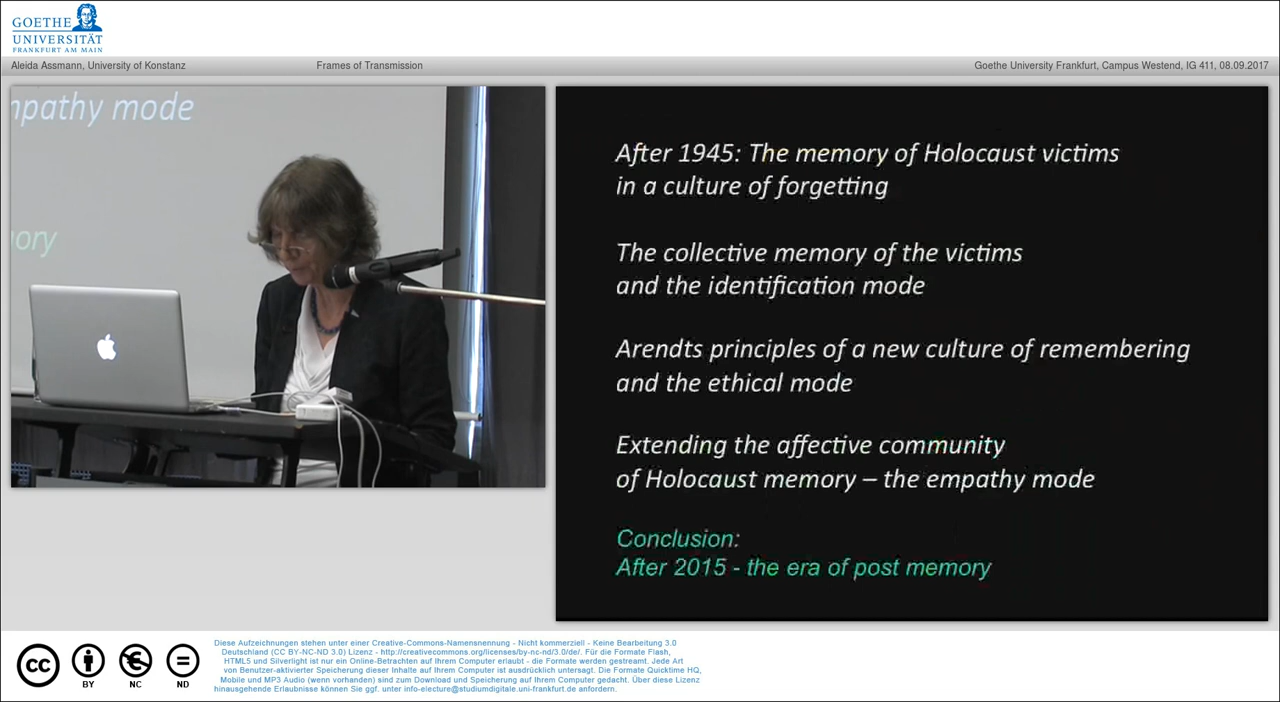 GOETHE
UNIVERSITÄT
FRANKFURT AM MAIN
Aleida Assmann, University of Konstanz
Frames of Transmission
Goethe University Frankfurt, Campus Westend, IG 411, 08.09.2017
mpathy mode
ory
After 1945: The memory of Holocaust victims
in a culture of forgetting
The collective memory of the victims
and the identification mode
Arendts principles of a new culture of remembering
and the ethical mode
Extending the affective community
of Holocaust memory – the empathy mode
Conclusion:
After 2015 - the era of post memory
cc
BY
NC
ND
Diese Aufzeichnungen stehen unter einer Creative-Commons-Namensnennung - Nicht kommerziell - Keine Bearbeitung 3.0
Deutschland (CC BY-NC-ND 3.0) Lizenz - http://creativecommons.org/licenses/by-nc-nd/3.0/de/. Für die Formate Flash,
HTML5 und Silverlight ist nur ein Online-Betrachten auf Ihrem Computer erlaubt - die Formate werden gestreamt. Jede Art
von Benutzer-aktivierter Speicherung dieser Inhalte auf Ihrem Computer ist ausdrücklich untersagt. Die Formate Quicktime HQ,
Mobile und MP3 Audio (wenn vorhanden) sind zum Download und Speicherung auf Ihrem Computer gedacht. Über diese Lizenz
hinausgehende Erlaubnisse können Sie ggf. unter info-electure@studiumdigitale.uni-frankfurt.de anfordern.